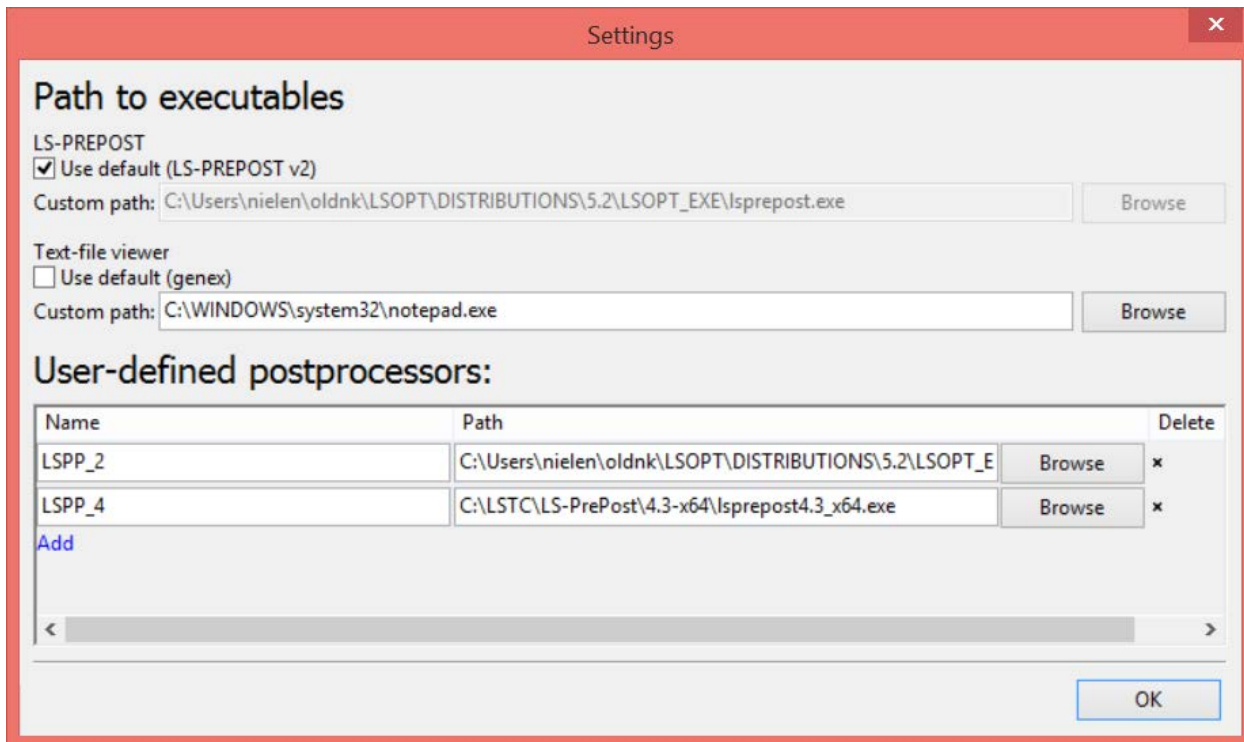 Settings
Path to executables
LS-PREPOST
Use default (LS-PREPOST v2)
Custom path: C:\Users\nielen\oldnk\LSOPT\DISTRIBUTIONS\5.2\LSOPT_EXE\lsprepost.exe Browse
Text-file viewer
Use default (genex)
Custom path: C:\WINDOWS\system32\notepad.exe Browse
User-defined postprocessors:
Name Path Delete
LSPP_2 C:\Users\nielen\oldnk\LSOPT\DISTRIBUTIONS\5.2\LSOPT_E Browse
LSPP_4 C:\LSTC\LS-PrePost\4.3-x64\lsprepost4.3_x64.exe Browse
Add
OK